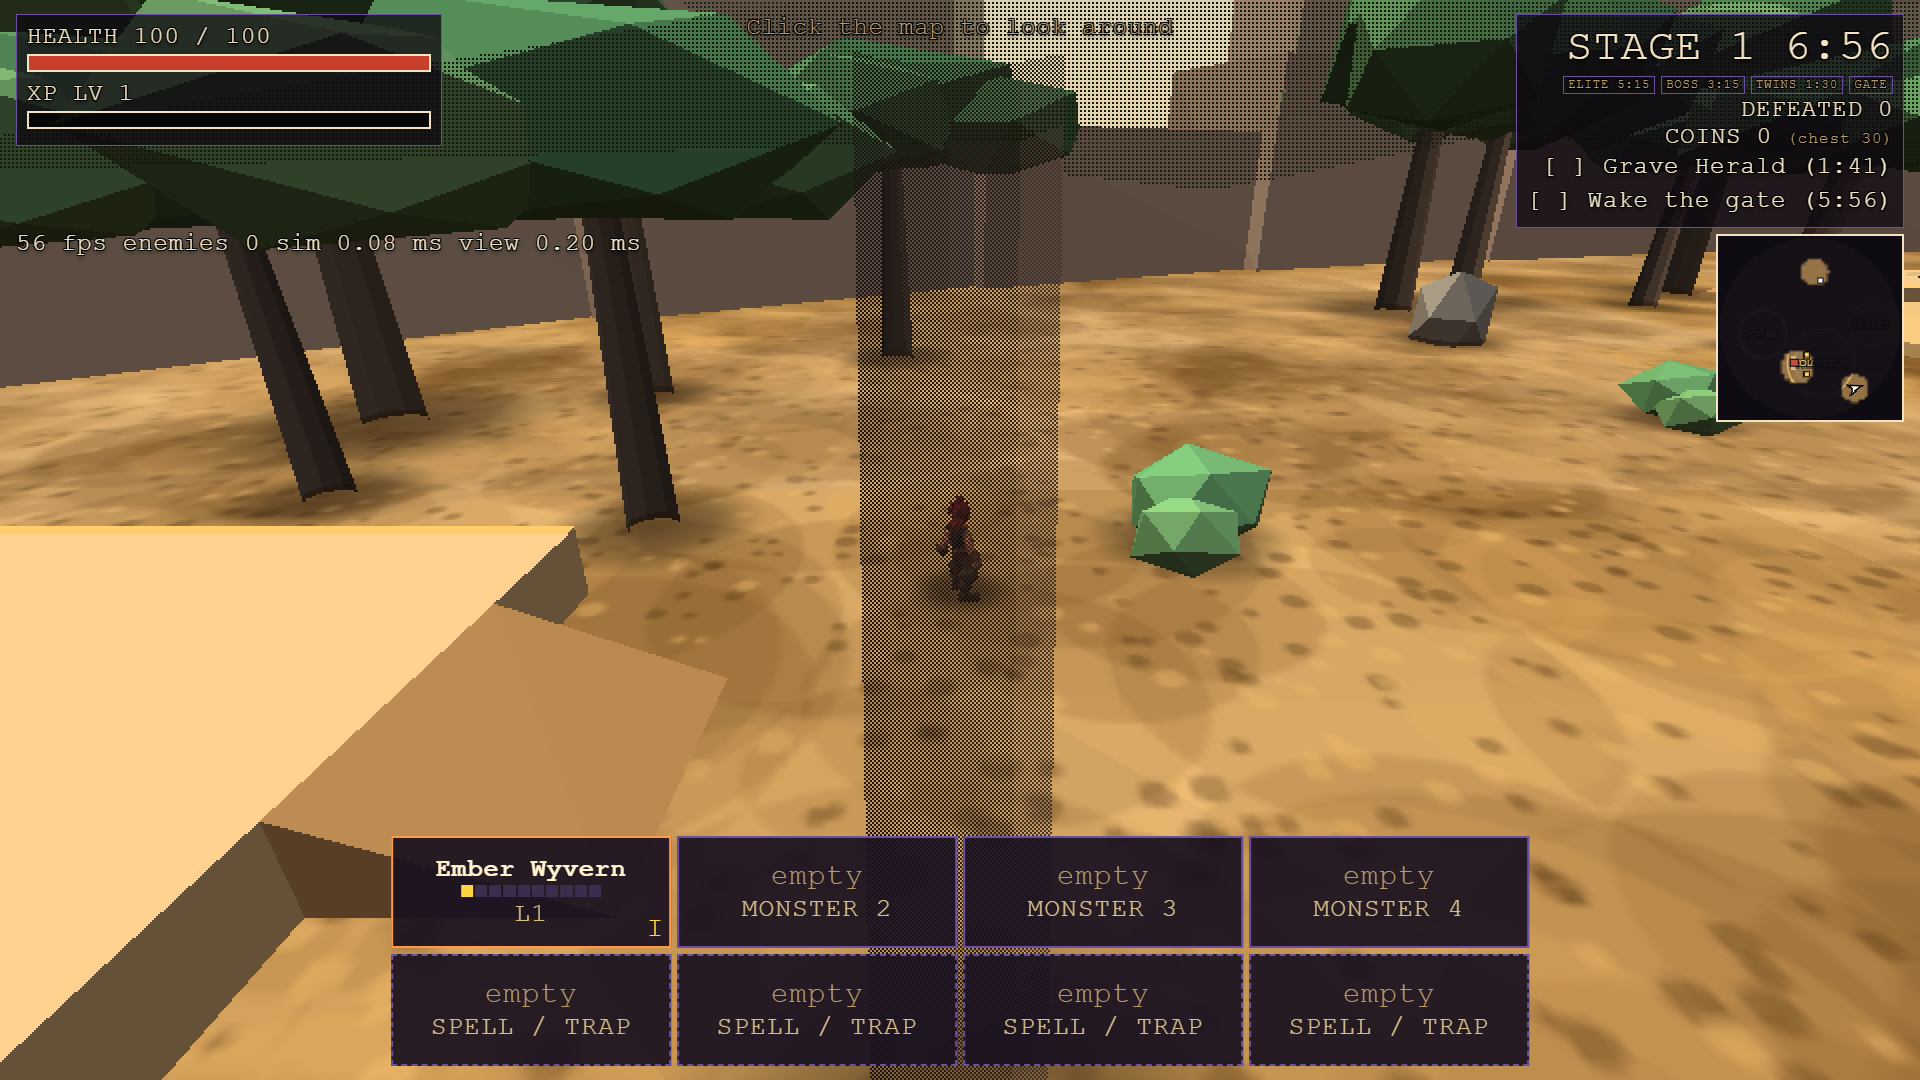 HEALTH 100 / 100
XP LV 1
Click the map to look around
STAGE 1 6:56
ELITE 5:15 BOSS 3:15 TWINS 1:30 GATE
DEFEATED 0
COINS 0 (chest 30)
[ ] Grave Herald (1:41)
[ ] Wake the gate (5:56)
56 fps enemies 0 sim 0.08 ms view 0.20 ms
Ember Wyvern
L1
I
empty
MONSTER 2
empty
MONSTER 3
empty
MONSTER 4
empty
SPELL / TRAP
empty
SPELL / TRAP
empty
SPELL / TRAP
empty
SPELL / TRAP